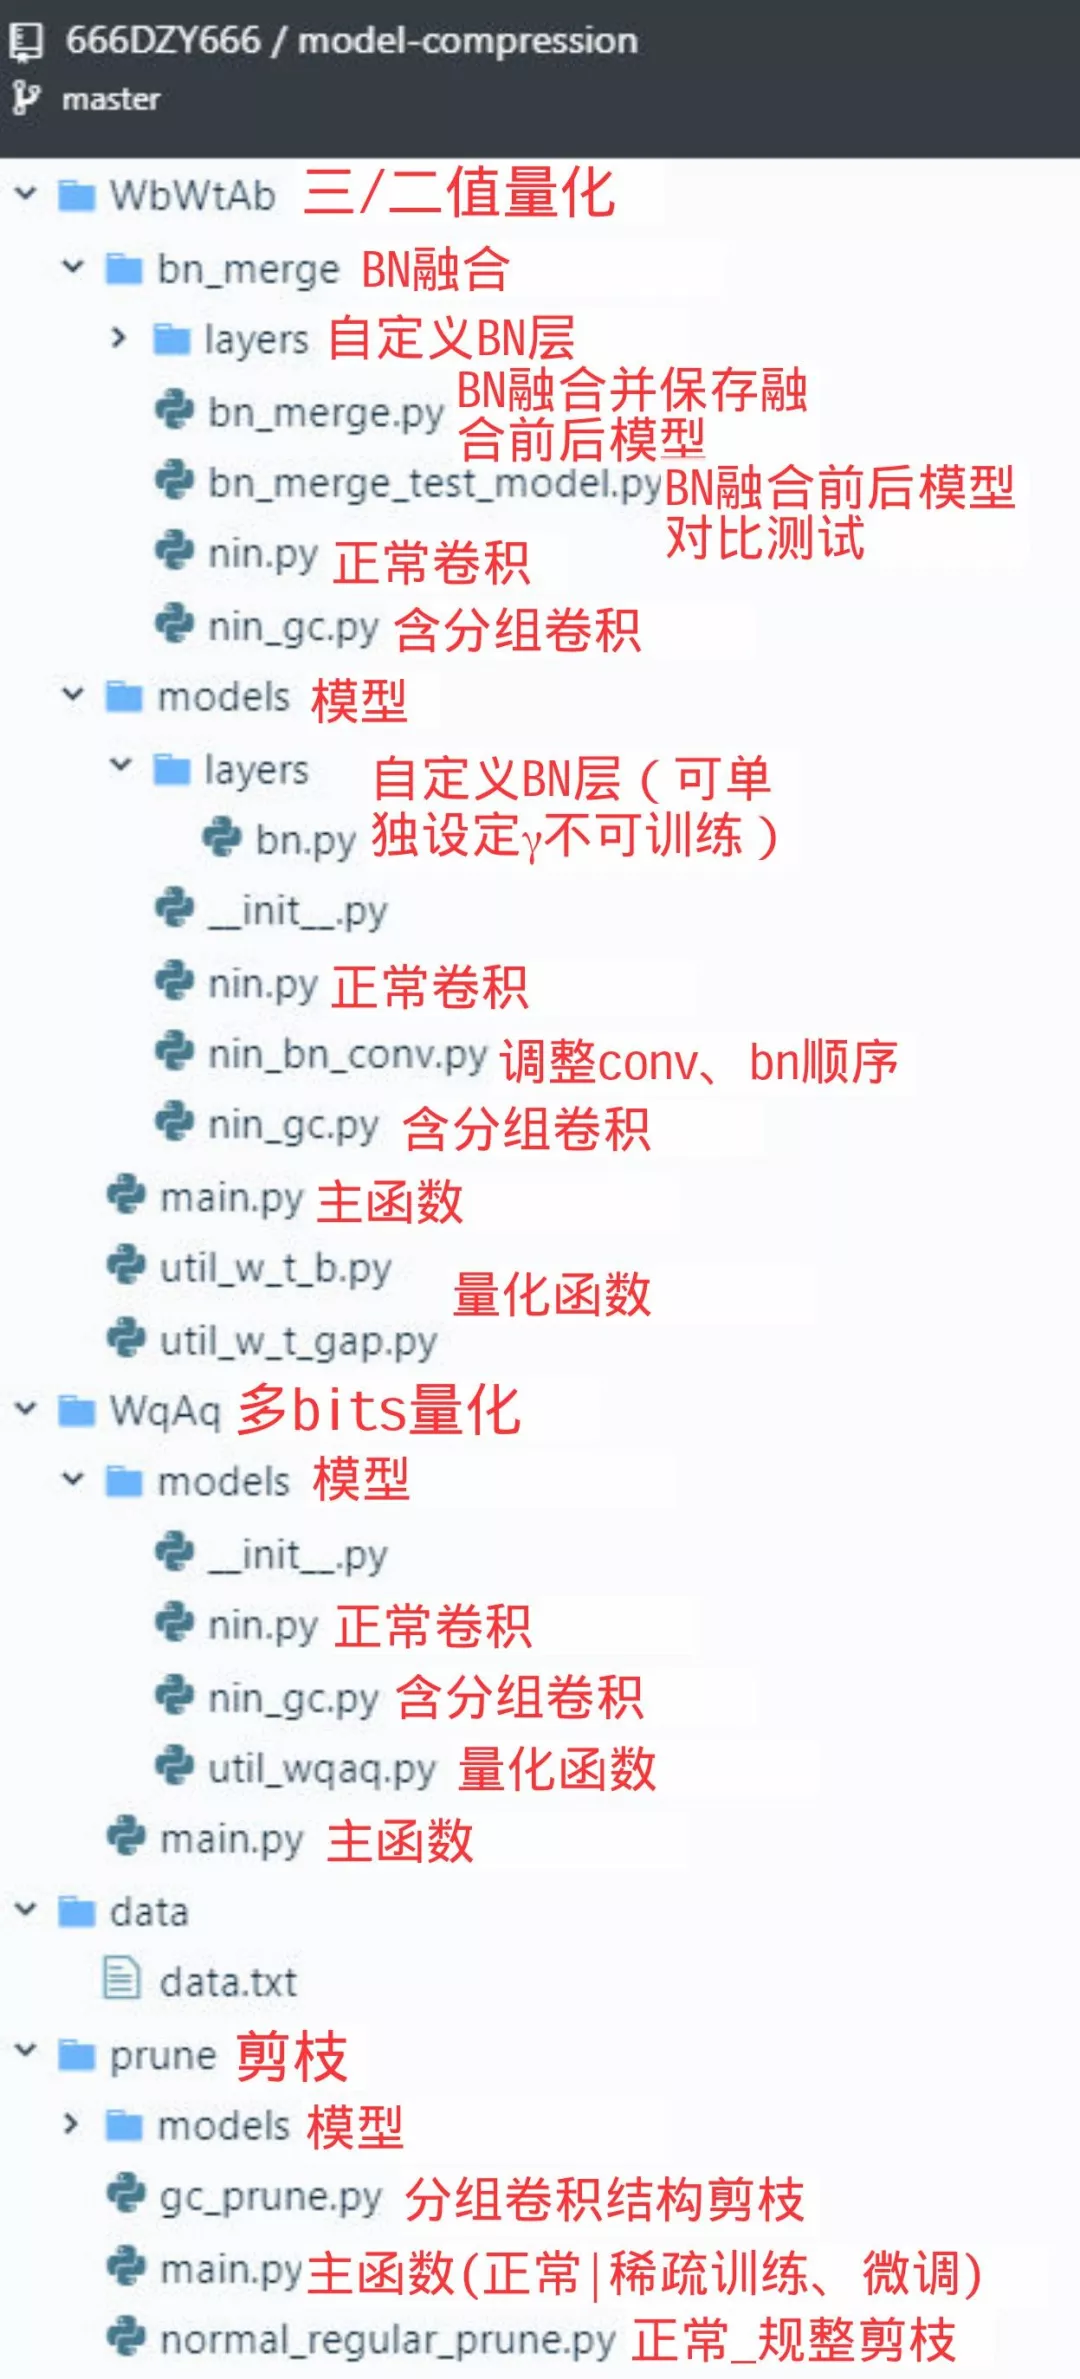 666DZY666 / model-compression
master
WbWtAb 三/二值量化
bn_merge BN融合
layers 自定义BN层
bn_merge.py BN融合并保存融
合前后模型
bn_merge_test_model.py BN融合前后模型
对比测试
nin.py 正常卷积
nin_gc.py 含分组卷积
models 模型
layers 自定义BN层（可单
bn.py 独设定γ不可训练）
__init__.py
nin.py 正常卷积
nin_bn_conv.py 调整conv、bn顺序
nin_gc.py 含分组卷积
main.py 主函数
util_w_t_b.py
量化函数
util_w_t_gap.py
WqAq 多bits量化
models 模型
__init__.py
nin.py 正常卷积
nin_gc.py 含分组卷积
util_wqaq.py 量化函数
main.py 主函数
data
data.txt
prune 剪枝
models 模型
gc_prune.py 分组卷积结构剪枝
main.py 主函数(正常|稀疏训练、微调)
normal_regular_prune.py 正常_规整剪枝